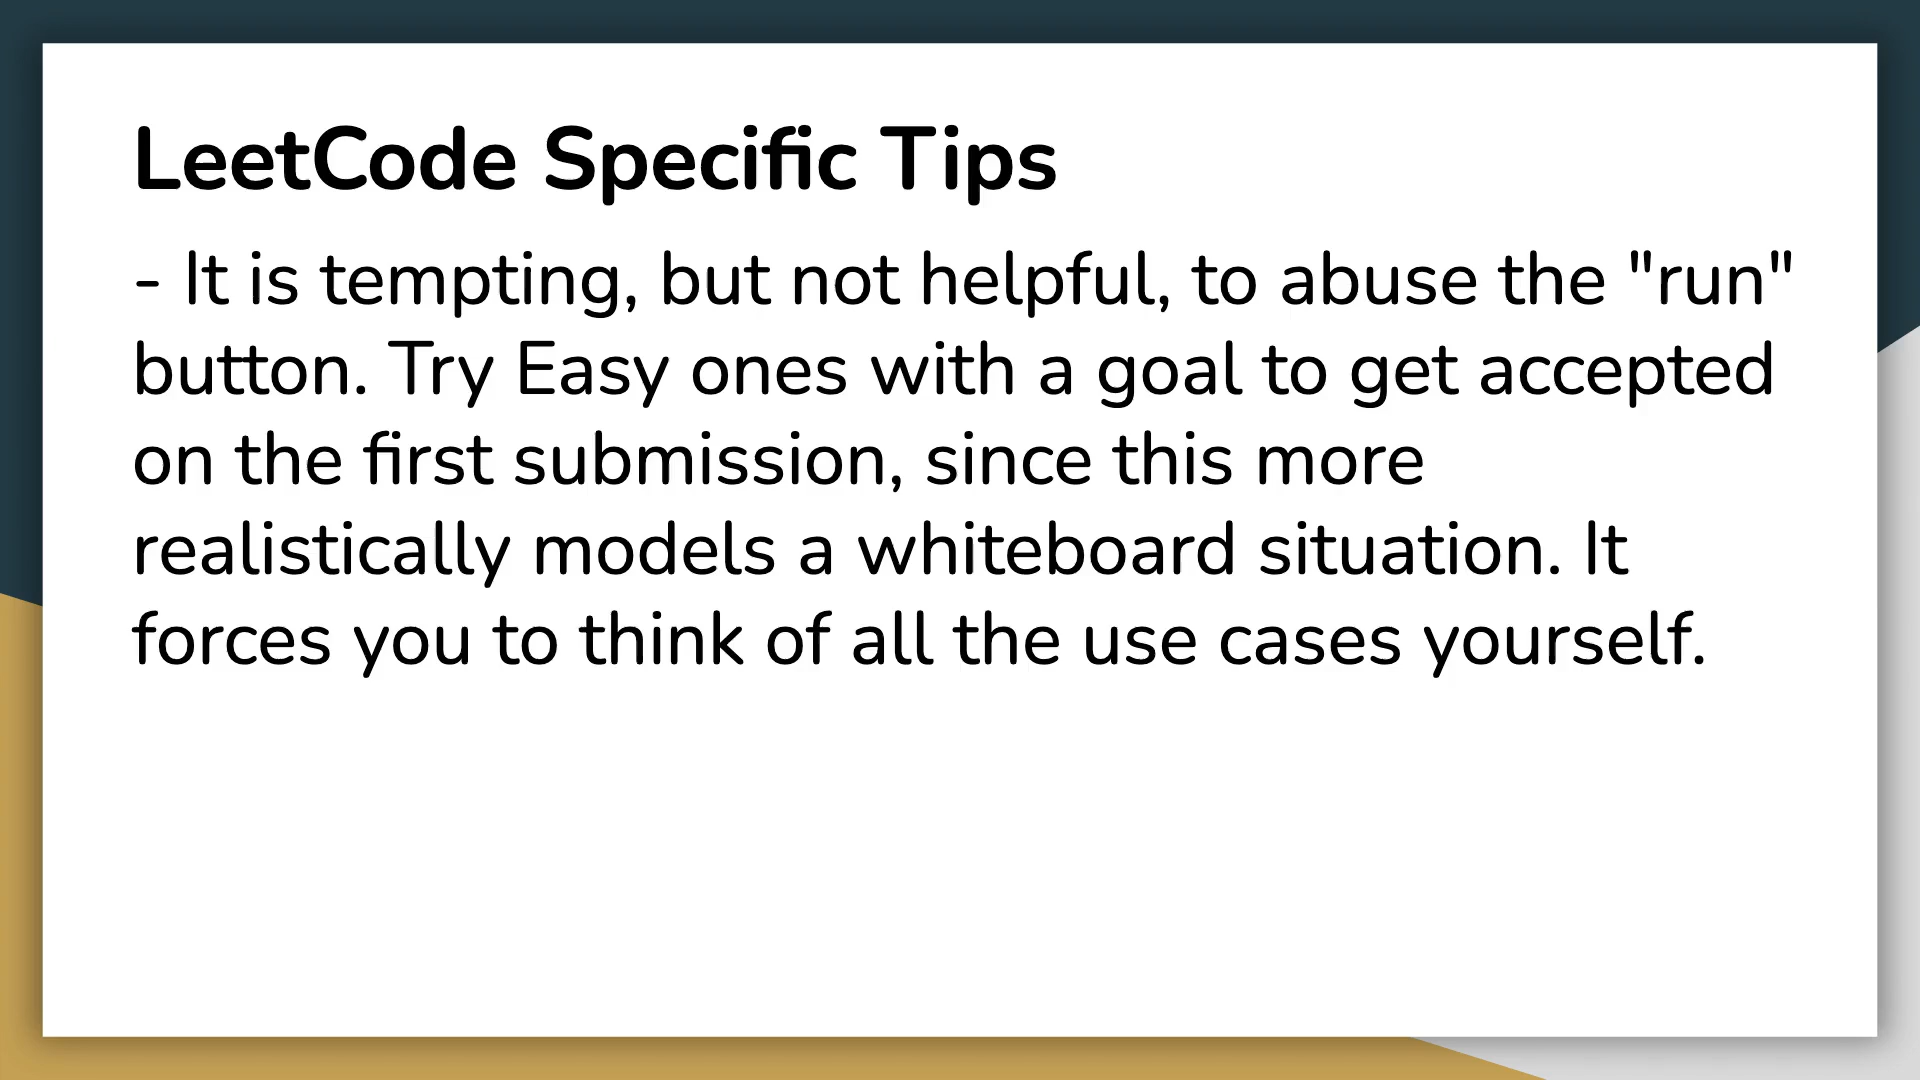 LeetCode Specific Tips
- It is tempting, but not helpful, to abuse the "run"
button. Try Easy ones with a goal to get accepted
on the first submission, since this more
realistically models a whiteboard situation. It
forces you to think of all the use cases yourself.